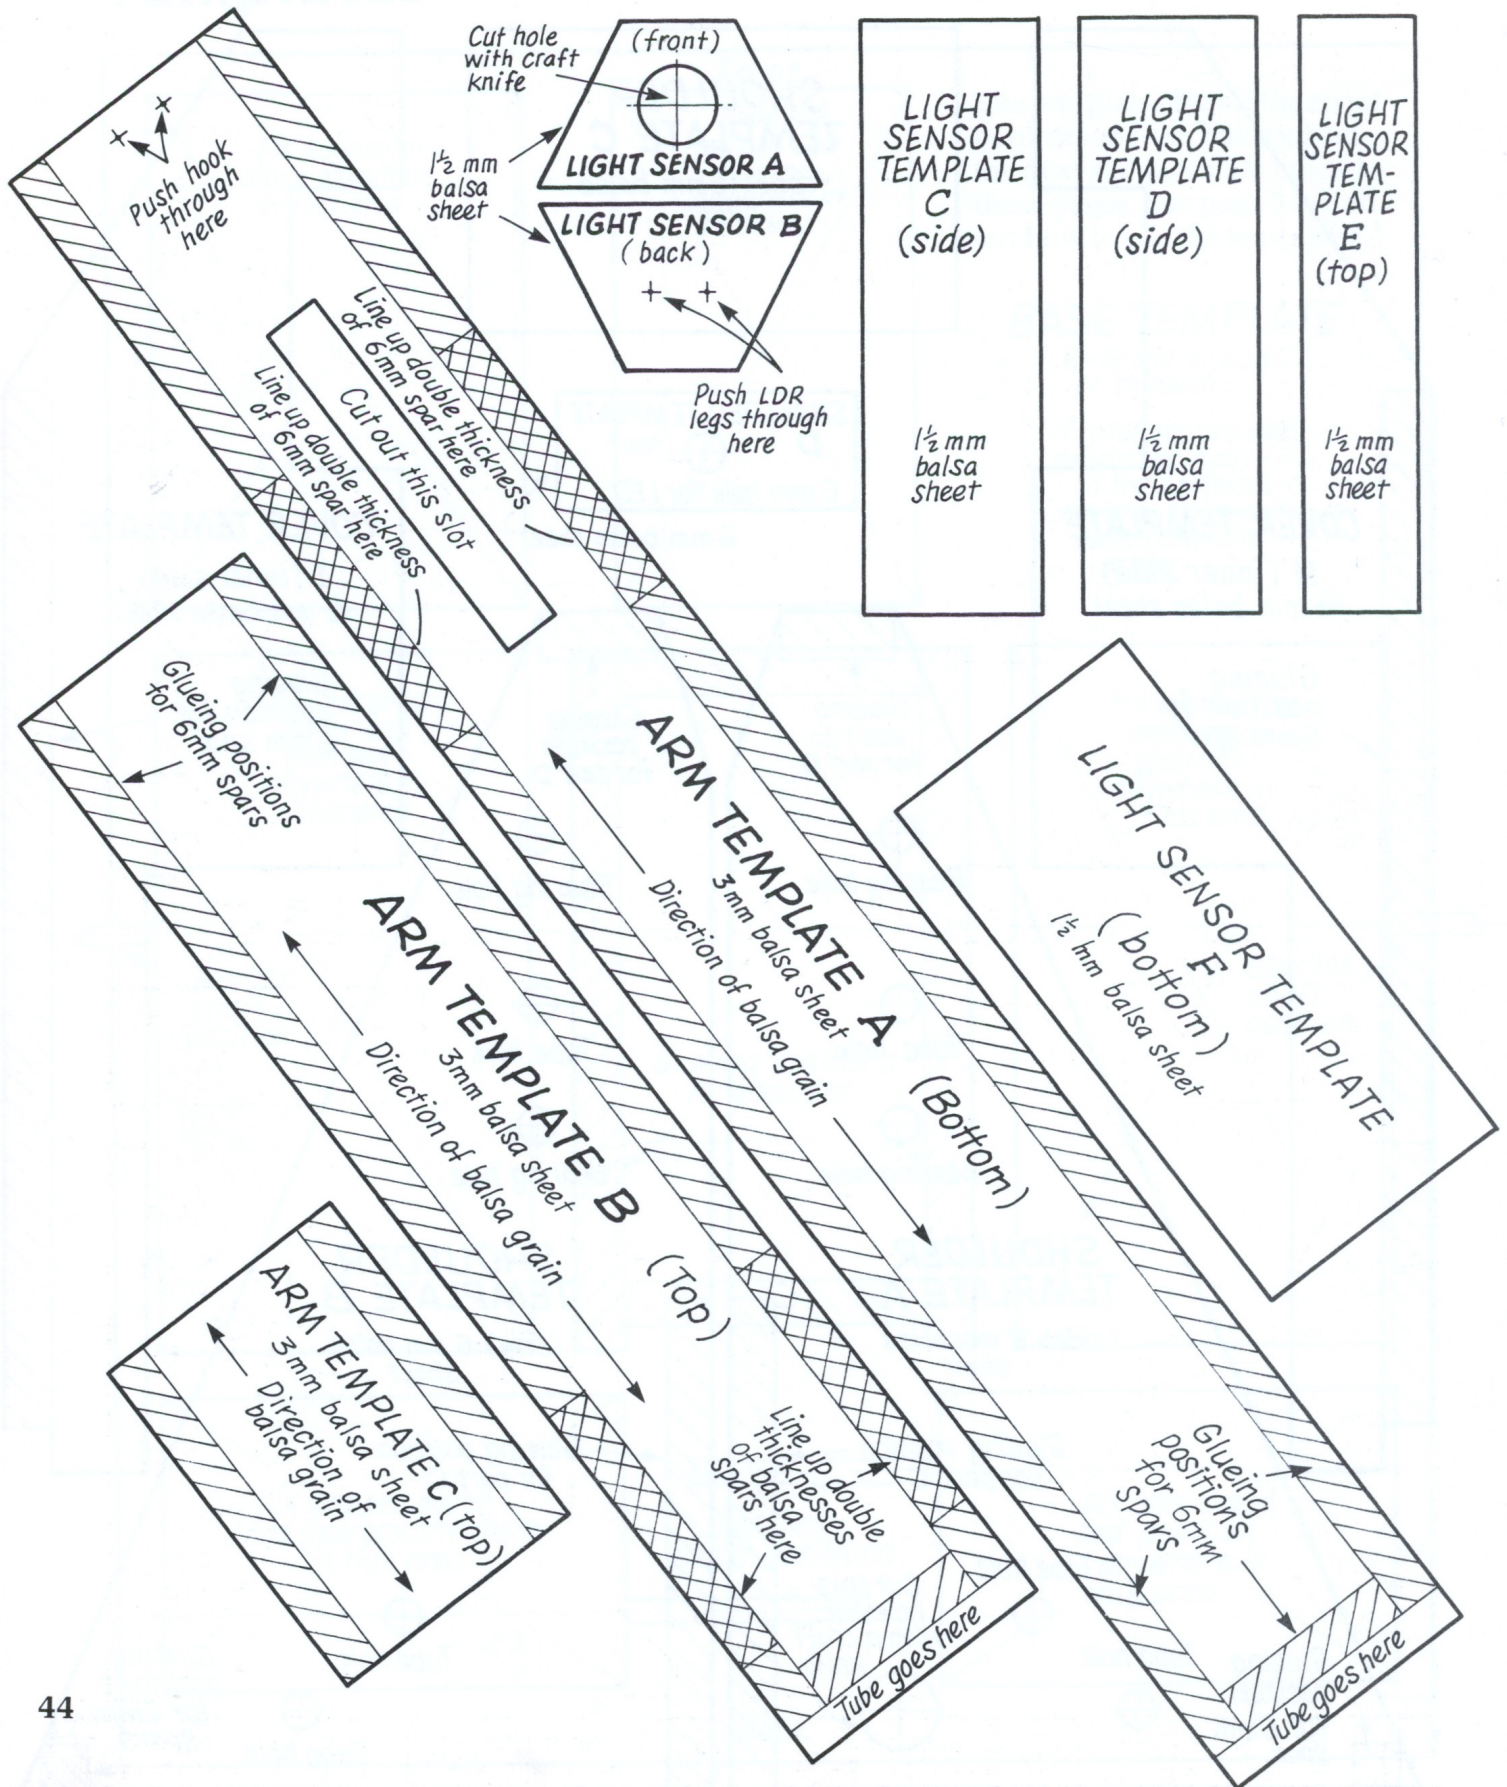 Cut hole
with craft
knife
(front)
LIGHT SENSOR A
1½ mm
balsa
sheet
LIGHT SENSOR B
(back)
Push LDR
legs through
here
LIGHT
SENSOR
TEMPLATE
C
(side)
1½ mm
balsa
sheet
LIGHT
SENSOR
TEMPLATE
D
(side)
1½ mm
balsa
sheet
LIGHT
SENSOR
TEM-
PLATE
E
(top)
1½ mm
balsa
sheet
Push hook
through
here
Line up double thickness
of 6mm spar here
Cut out this slot
Line up double thickness
of 6mm spar here
ARM TEMPLATE A (Bottom)
3mm balsa sheet
Direction of balsa grain
Glueing
positions
for 6mm
spars
Tube goes here
LIGHT SENSOR TEMPLATE
F
(bottom)
1½ mm balsa sheet
Glueing positions
for 6mm spars
ARM TEMPLATE B (Top)
3mm balsa sheet
Direction of balsa grain
Line up double
thicknesses
of balsa
spars here
Tube goes here
ARM TEMPLATE C (top)
3mm balsa sheet
Direction of
balsa grain
44